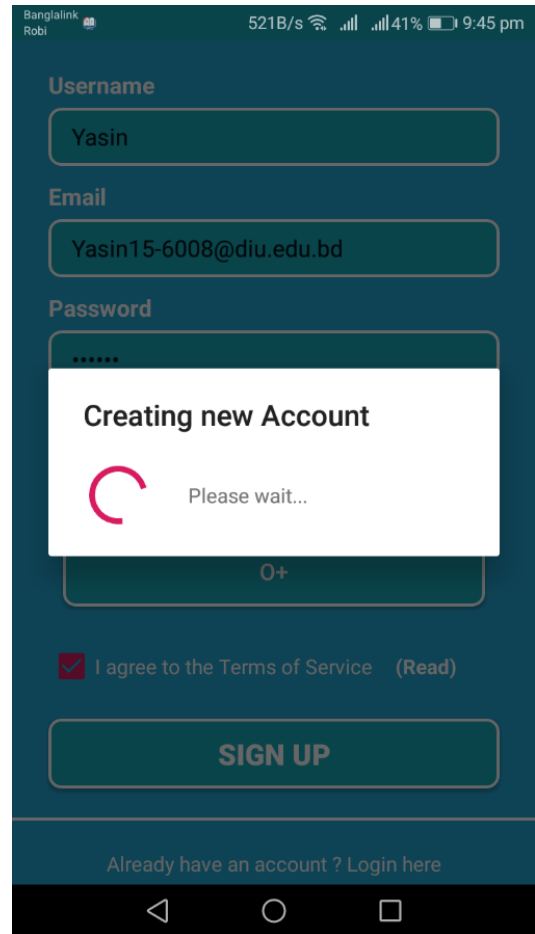 Banglalink
Robi
521B/s 41% 9:45 pm
Username
Yasin
Email
Yasin15-6008@diu.edu.bd
Password
••••••
Creating new Account
Please wait...
O+
I agree to the Terms of Service (Read)
SIGN UP
Already have an account ? Login here